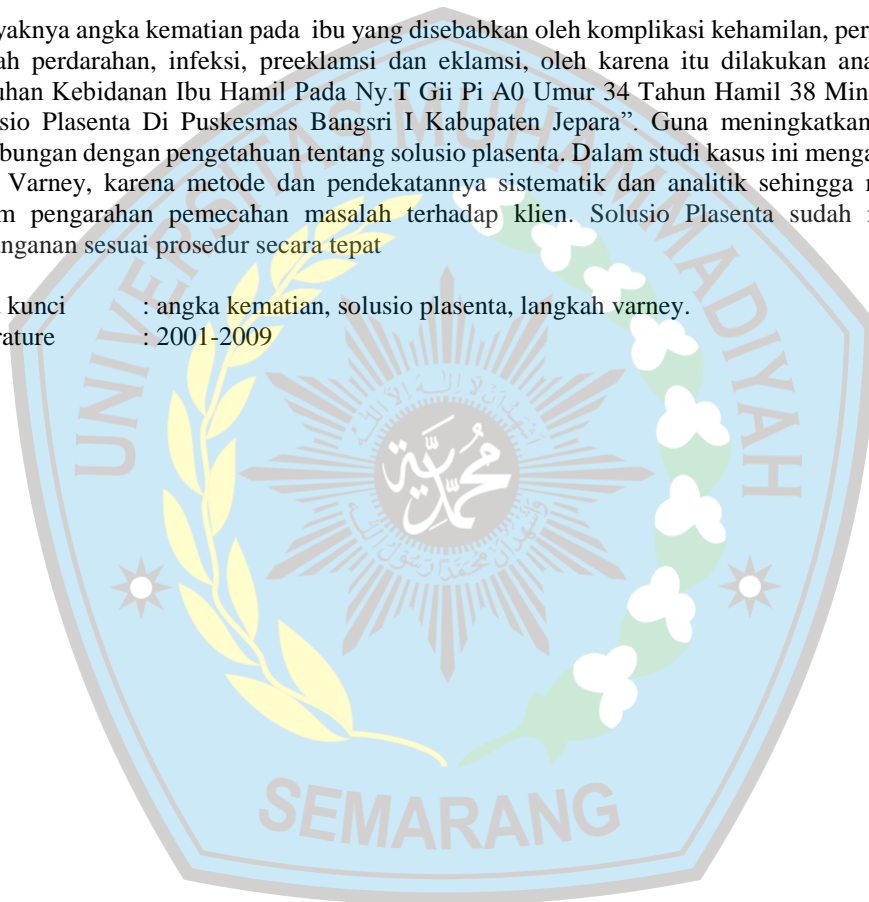 yaknya angka kematian pada ibu yang disebabkan oleh komplikasi kehamilan, per
ah perdarahan, infeksi, preeklamsi dan eklamsi, oleh karena itu dilakukan ana
uhan Kebidanan Ibu Hamil Pada Ny.T Gii Pi A0 Umur 34 Tahun Hamil 38 Min
sio Plasenta Di Puskesmas Bangsri I Kabupaten Jepara”. Guna meningkatkan
bungan dengan pengetahuan tentang solusio plasenta. Dalam studi kasus ini menga
Varney, karena metode dan pendekatannya sistematik dan analitik sehingga
m pengarahan pemecahan masalah terhadap klien. Solusio Plasenta sudah
nganan sesuai prosedur secara tepat
kunci : angka kematian, solusio plasenta, langkah varney.
rature : 2001-2009
UNIVERSITAS MUHAMMADIYAH
محمدية
SEMARANG